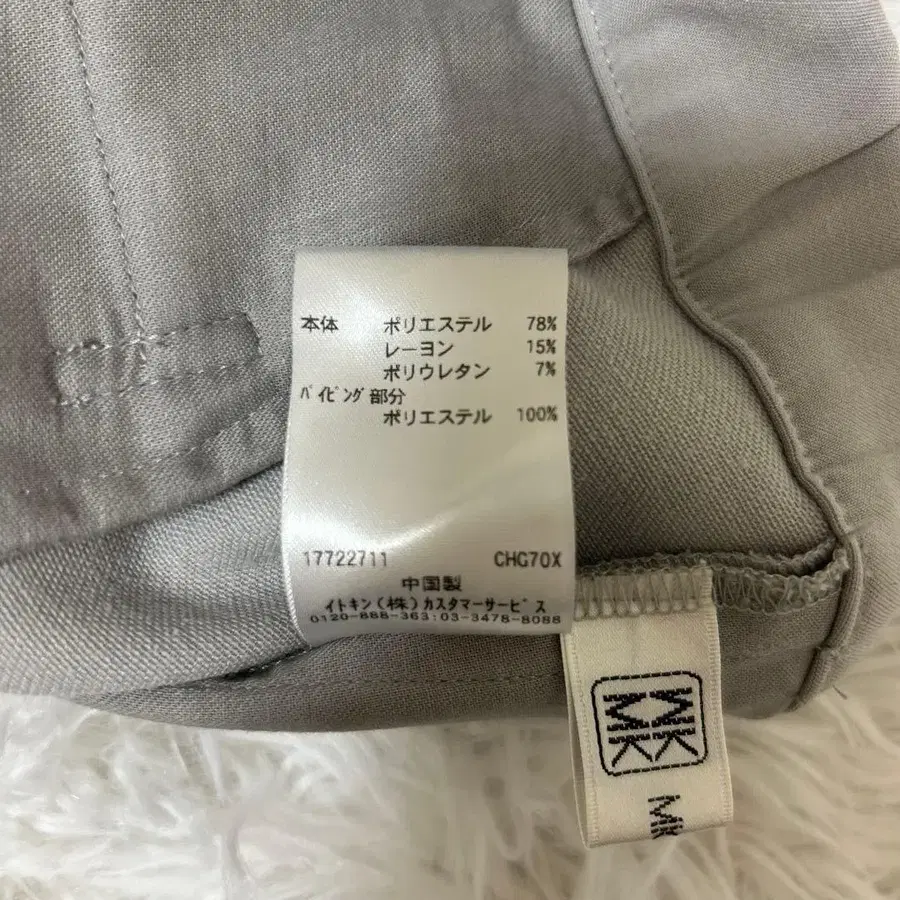 本体 ポリエステル 78%
レーヨン 15%
ポリウレタン 7%
パイピング部分
ポリエステル 100%
17722711 CHG70X
中国製
イトキン(株)カスタマーサービス
0120-888-363:03-3478-8088
MK
MK